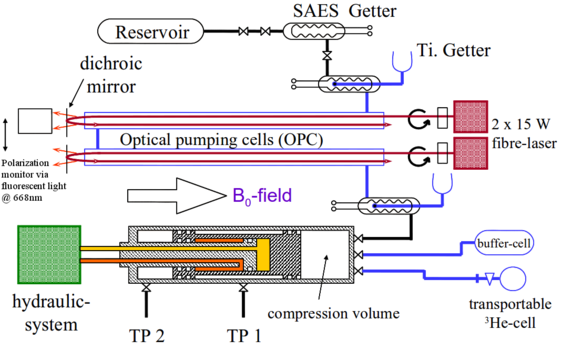 SAES Getter
Reservoir
Ti. Getter
dichroic
mirror
Optical pumping cells (OPC)
2 x 15 W
fibre-laser
Polarization
monitor via
fluorescent light
@ 668nm
B0-field
buffer-cell
hydraulic-
system
compression volume
transportable
³He-cell
TP 2
TP 1